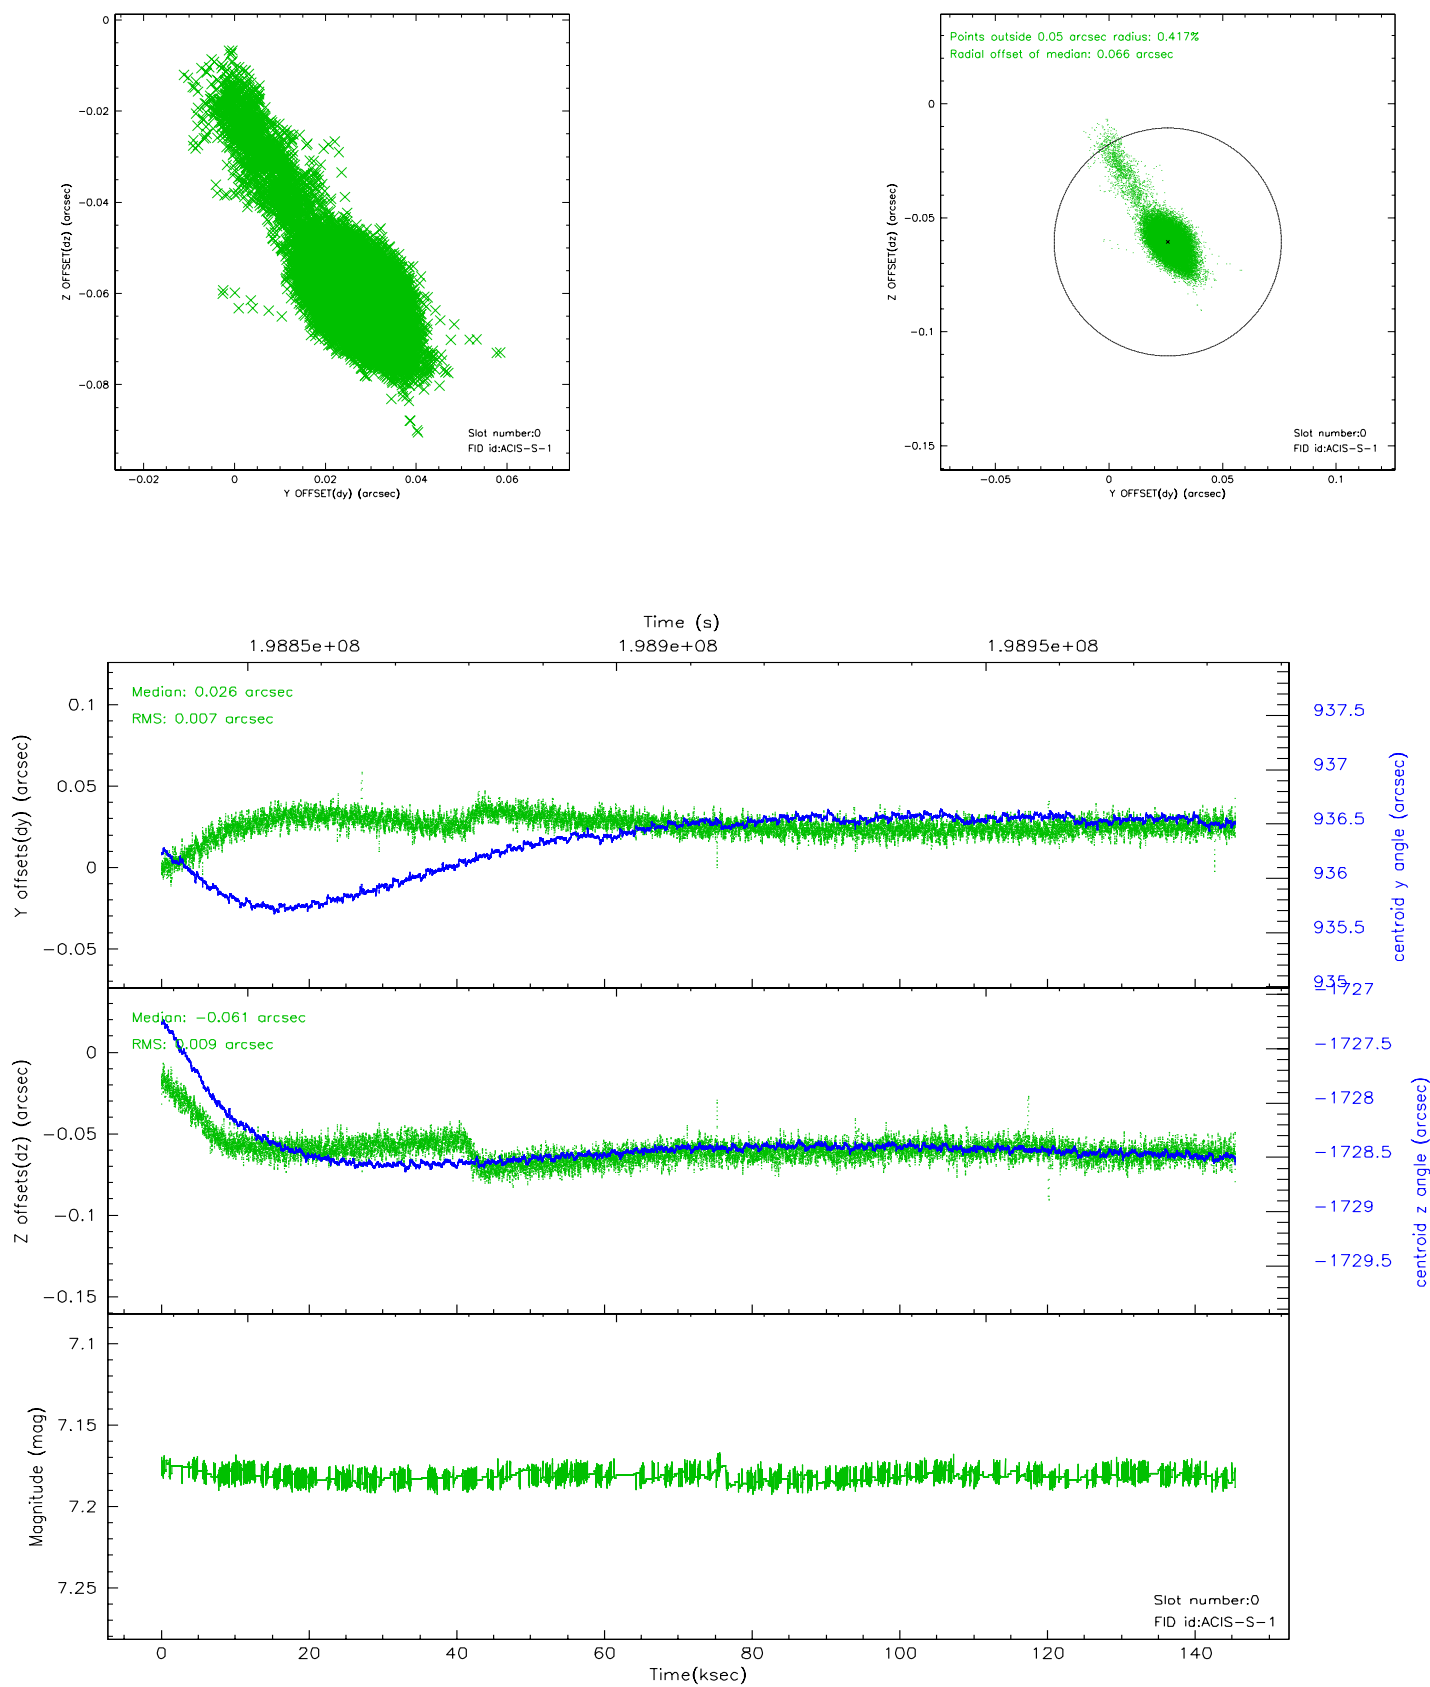 0
−0.02
−0.04
−0.06
−0.08
Z OFFSET(dz) (arcsec)
Slot number:0
FID id:ACIS−S−1
−0.02 0 0.02 0.04 0.06
Y OFFSET(dy) (arcsec)
Points outside 0.05 arcsec radius: 0.417%
Radial offset of median: 0.066 arcsec
0
−0.05
−0.1
−0.15
Z OFFSET(dz) (arcsec)
Slot number:0
FID id:ACIS−S−1
−0.05 0 0.05 0.1
Y OFFSET(dy) (arcsec)
Time (s)
1.9885e+08 1.989e+08 1.9895e+08
Median: 0.026 arcsec
RMS: 0.007 arcsec
0.1
0.05
0
−0.05
Y offsets(dy) (arcsec)
937.5
937
936.5
936
935.5
935
centroid y angle (arcsec)
Median: −0.061 arcsec
RMS: 0.009 arcsec
0
−0.05
−0.1
−0.15
Z offsets(dz) (arcsec)
−1727
−1727.5
−1728
−1728.5
−1729
−1729.5
centroid z angle (arcsec)
7.1
7.15
7.2
7.25
Magnitude (mag)
Slot number:0
FID id:ACIS−S−1
0 20 40 60 80 100 120 140
Time(ksec)